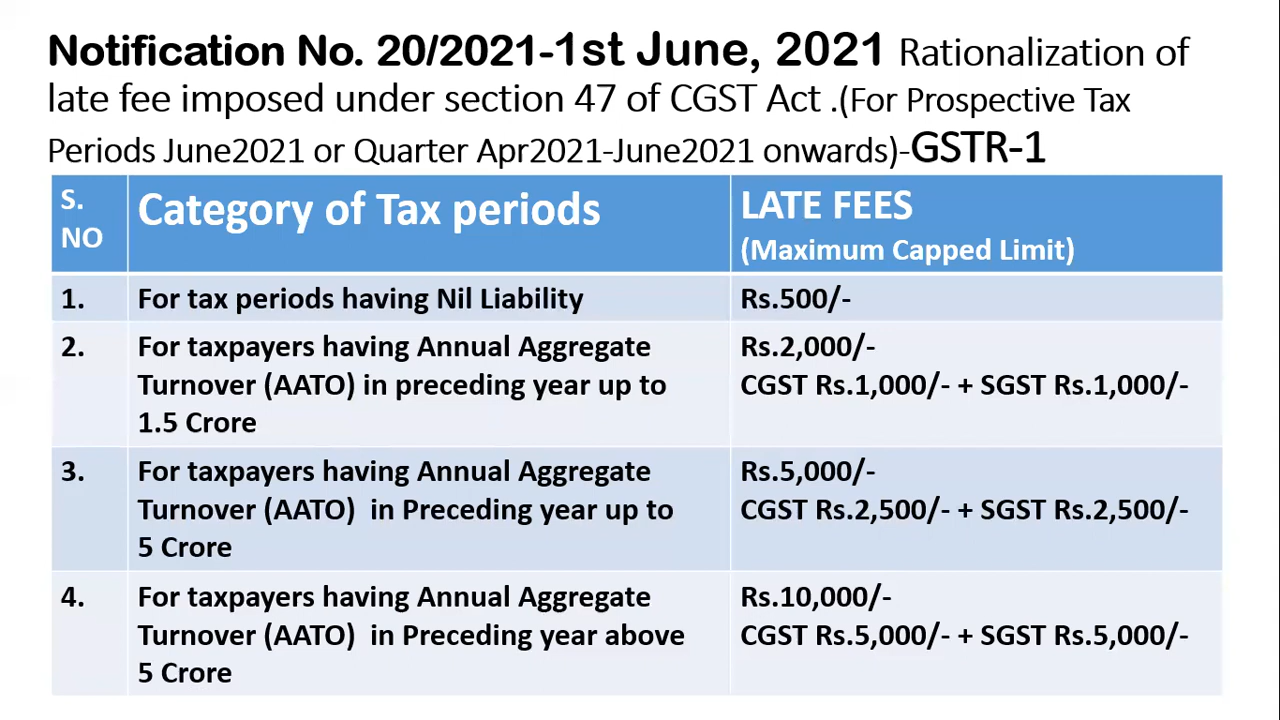 Notification No. 20/2021-1st June, 2021 Rationalization of
late fee imposed under section 47 of CGST Act .(For Prospective Tax
Periods June2021 or Quarter Apr2021-June2021 onwards)-GSTR-1
S. NO
Category of Tax periods
LATE FEES
(Maximum Capped Limit)
1.
For tax periods having Nil Liability
Rs.500/-
2.
For taxpayers having Annual Aggregate
Turnover (AATO) in preceding year up to
1.5 Crore
Rs.2,000/-
CGST Rs.1,000/- + SGST Rs.1,000/-
3.
For taxpayers having Annual Aggregate
Turnover (AATO)  in Preceding year up to
5 Crore
Rs.5,000/-
CGST Rs.2,500/- + SGST Rs.2,500/-
4.
For taxpayers having Annual Aggregate
Turnover (AATO)  in Preceding year above
5 Crore
Rs.10,000/-
CGST Rs.5,000/- + SGST Rs.5,000/-